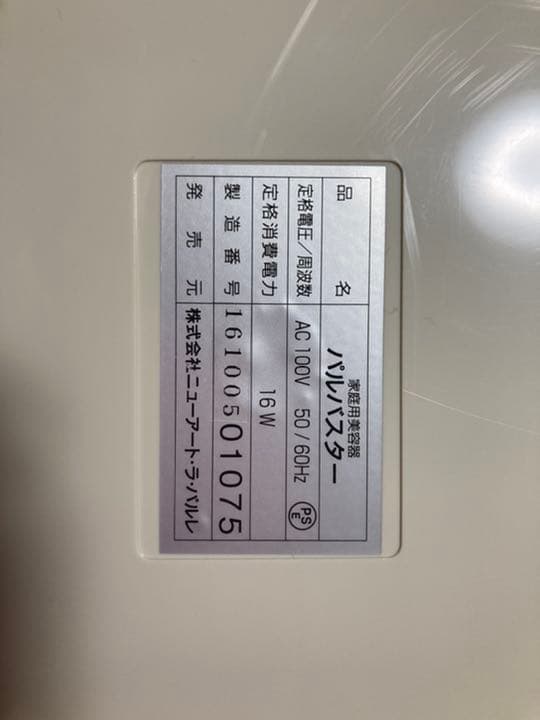 品名 家庭用美容器
パルバスター
定格電圧／周波数 AC 100V 50/60Hz PSE
定格消費電力 16W
製造番号 16100501075
発売元 株式会社ニューアート・ラ・パルレ